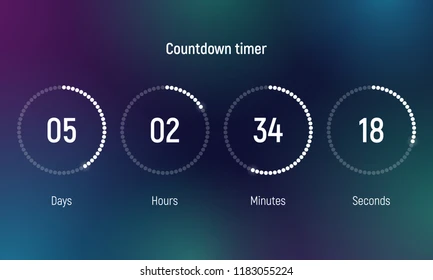 Countdown timer
05 02 34 18
Days Hours Minutes Seconds
shutterstock.com · 1183055224